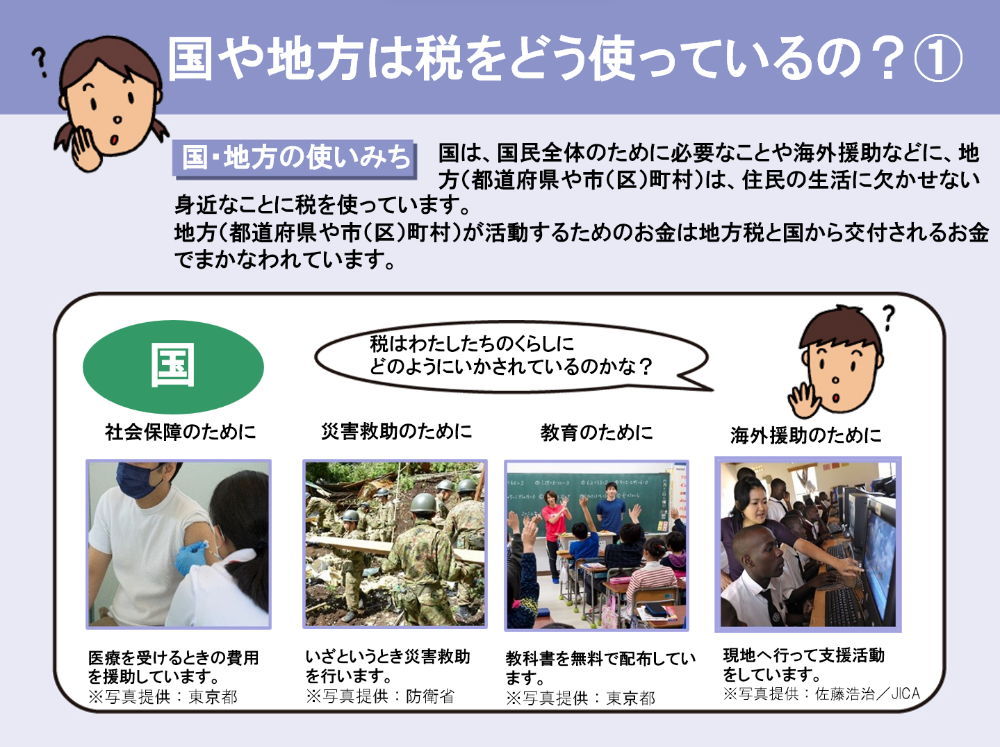 国や地方は税をどう使っているの？①
国・地方の使いみち
国は、国民全体のために必要なことや海外援助などに、地
方（都道府県や市（区）町村）は、住民の生活に欠かせない
身近なことに税を使っています。
地方（都道府県や市（区）町村）が活動するためのお金は地方税と国から交付されるお金
でまかなわれています。
国
税はわたしたちのくらしに
どのようにいかされているのかな？
社会保障のために
災害救助のために
教育のために
海外援助のために
医療を受けるときの費用
を援助しています。
※写真提供：東京都
いざというとき災害救助
を行います。
※写真提供：防衛省
教科書を無料で配布してい
ます。
※写真提供：東京都
現地へ行って支援活動
をしています。
※写真提供：佐藤浩治／JICA